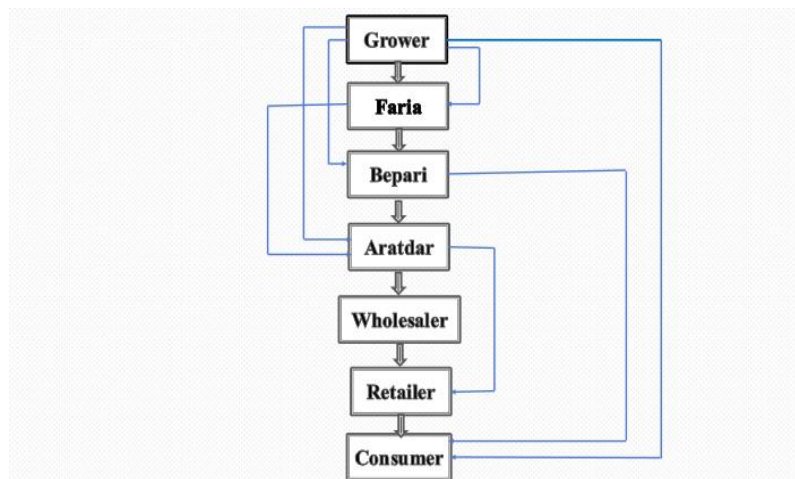 Grower
Faria
Bepari
Aratdar
Wholesaler
Retailer
Consumer